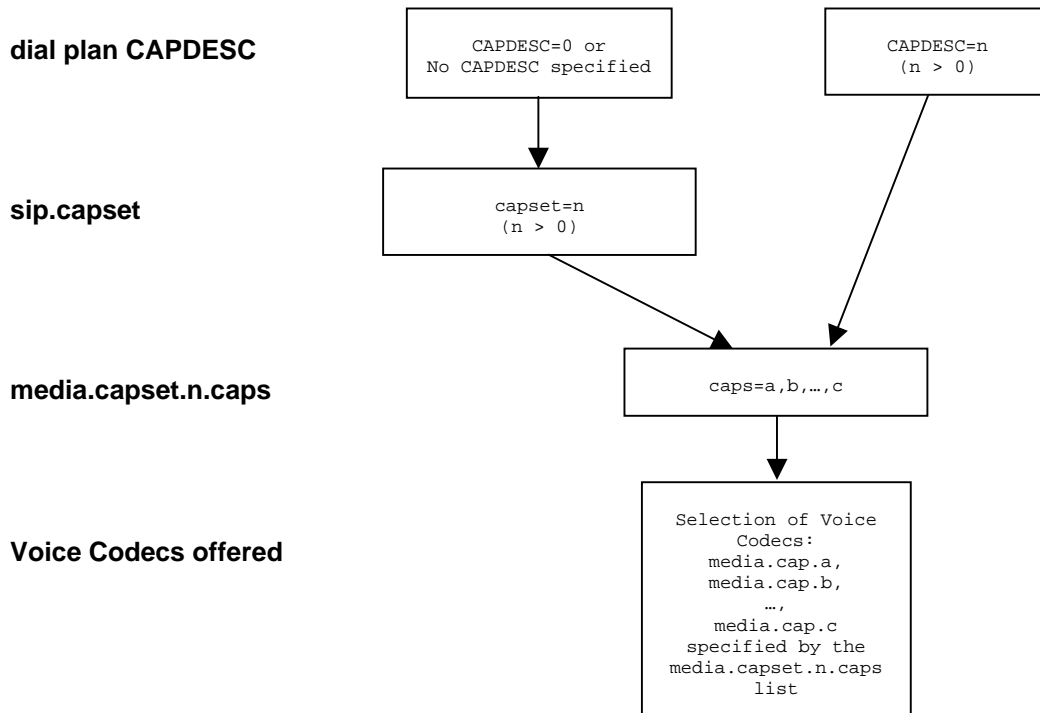 dial plan CAPDESC
CAPDESC=0 or
No CAPDESC specified
CAPDESC=n
(n > 0)
sip.capset
capset=n
(n > 0)
media.capset.n.caps
caps=a,b,…,c
Voice Codecs offered
Selection of Voice
Codecs:
media.cap.a,
media.cap.b,
…,
media.cap.c
specified by the
media.capset.n.caps
list